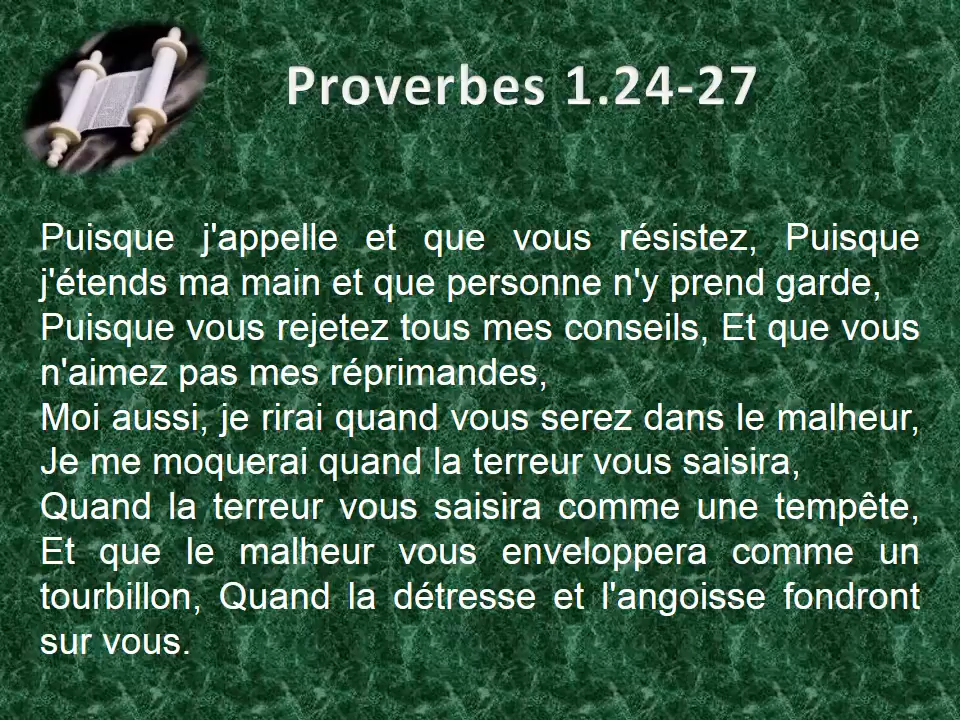 Proverbes 1.24-27
Puisque j'appelle et que vous résistez, Puisque
j'étends ma main et que personne n'y prend garde,
Puisque vous rejetez tous mes conseils, Et que vous
n'aimez pas mes réprimandes,
Moi aussi, je rirai quand vous serez dans le malheur,
Je me moquerai quand la terreur vous saisira,
Quand la terreur vous saisira comme une tempête,
Et que le malheur vous enveloppera comme un
tourbillon, Quand la détresse et l'angoisse fondront
sur vous.